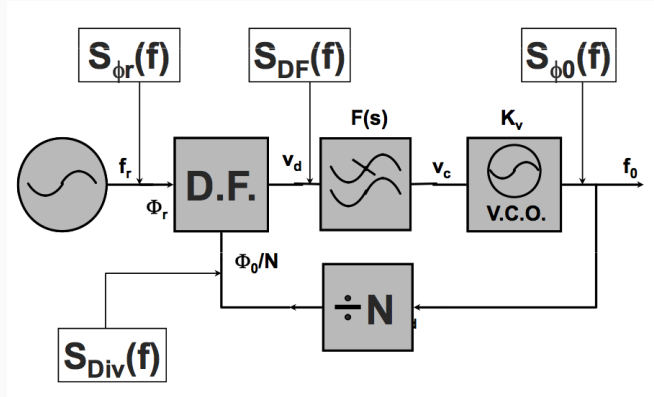 Sϕr(f)
SDF(f)
Sϕ0(f)
F(s)
Kv
fr
D.F.
vd
vc
V.C.O.
f0
Φr
Φ0/N
÷N
d
SDiv(f)